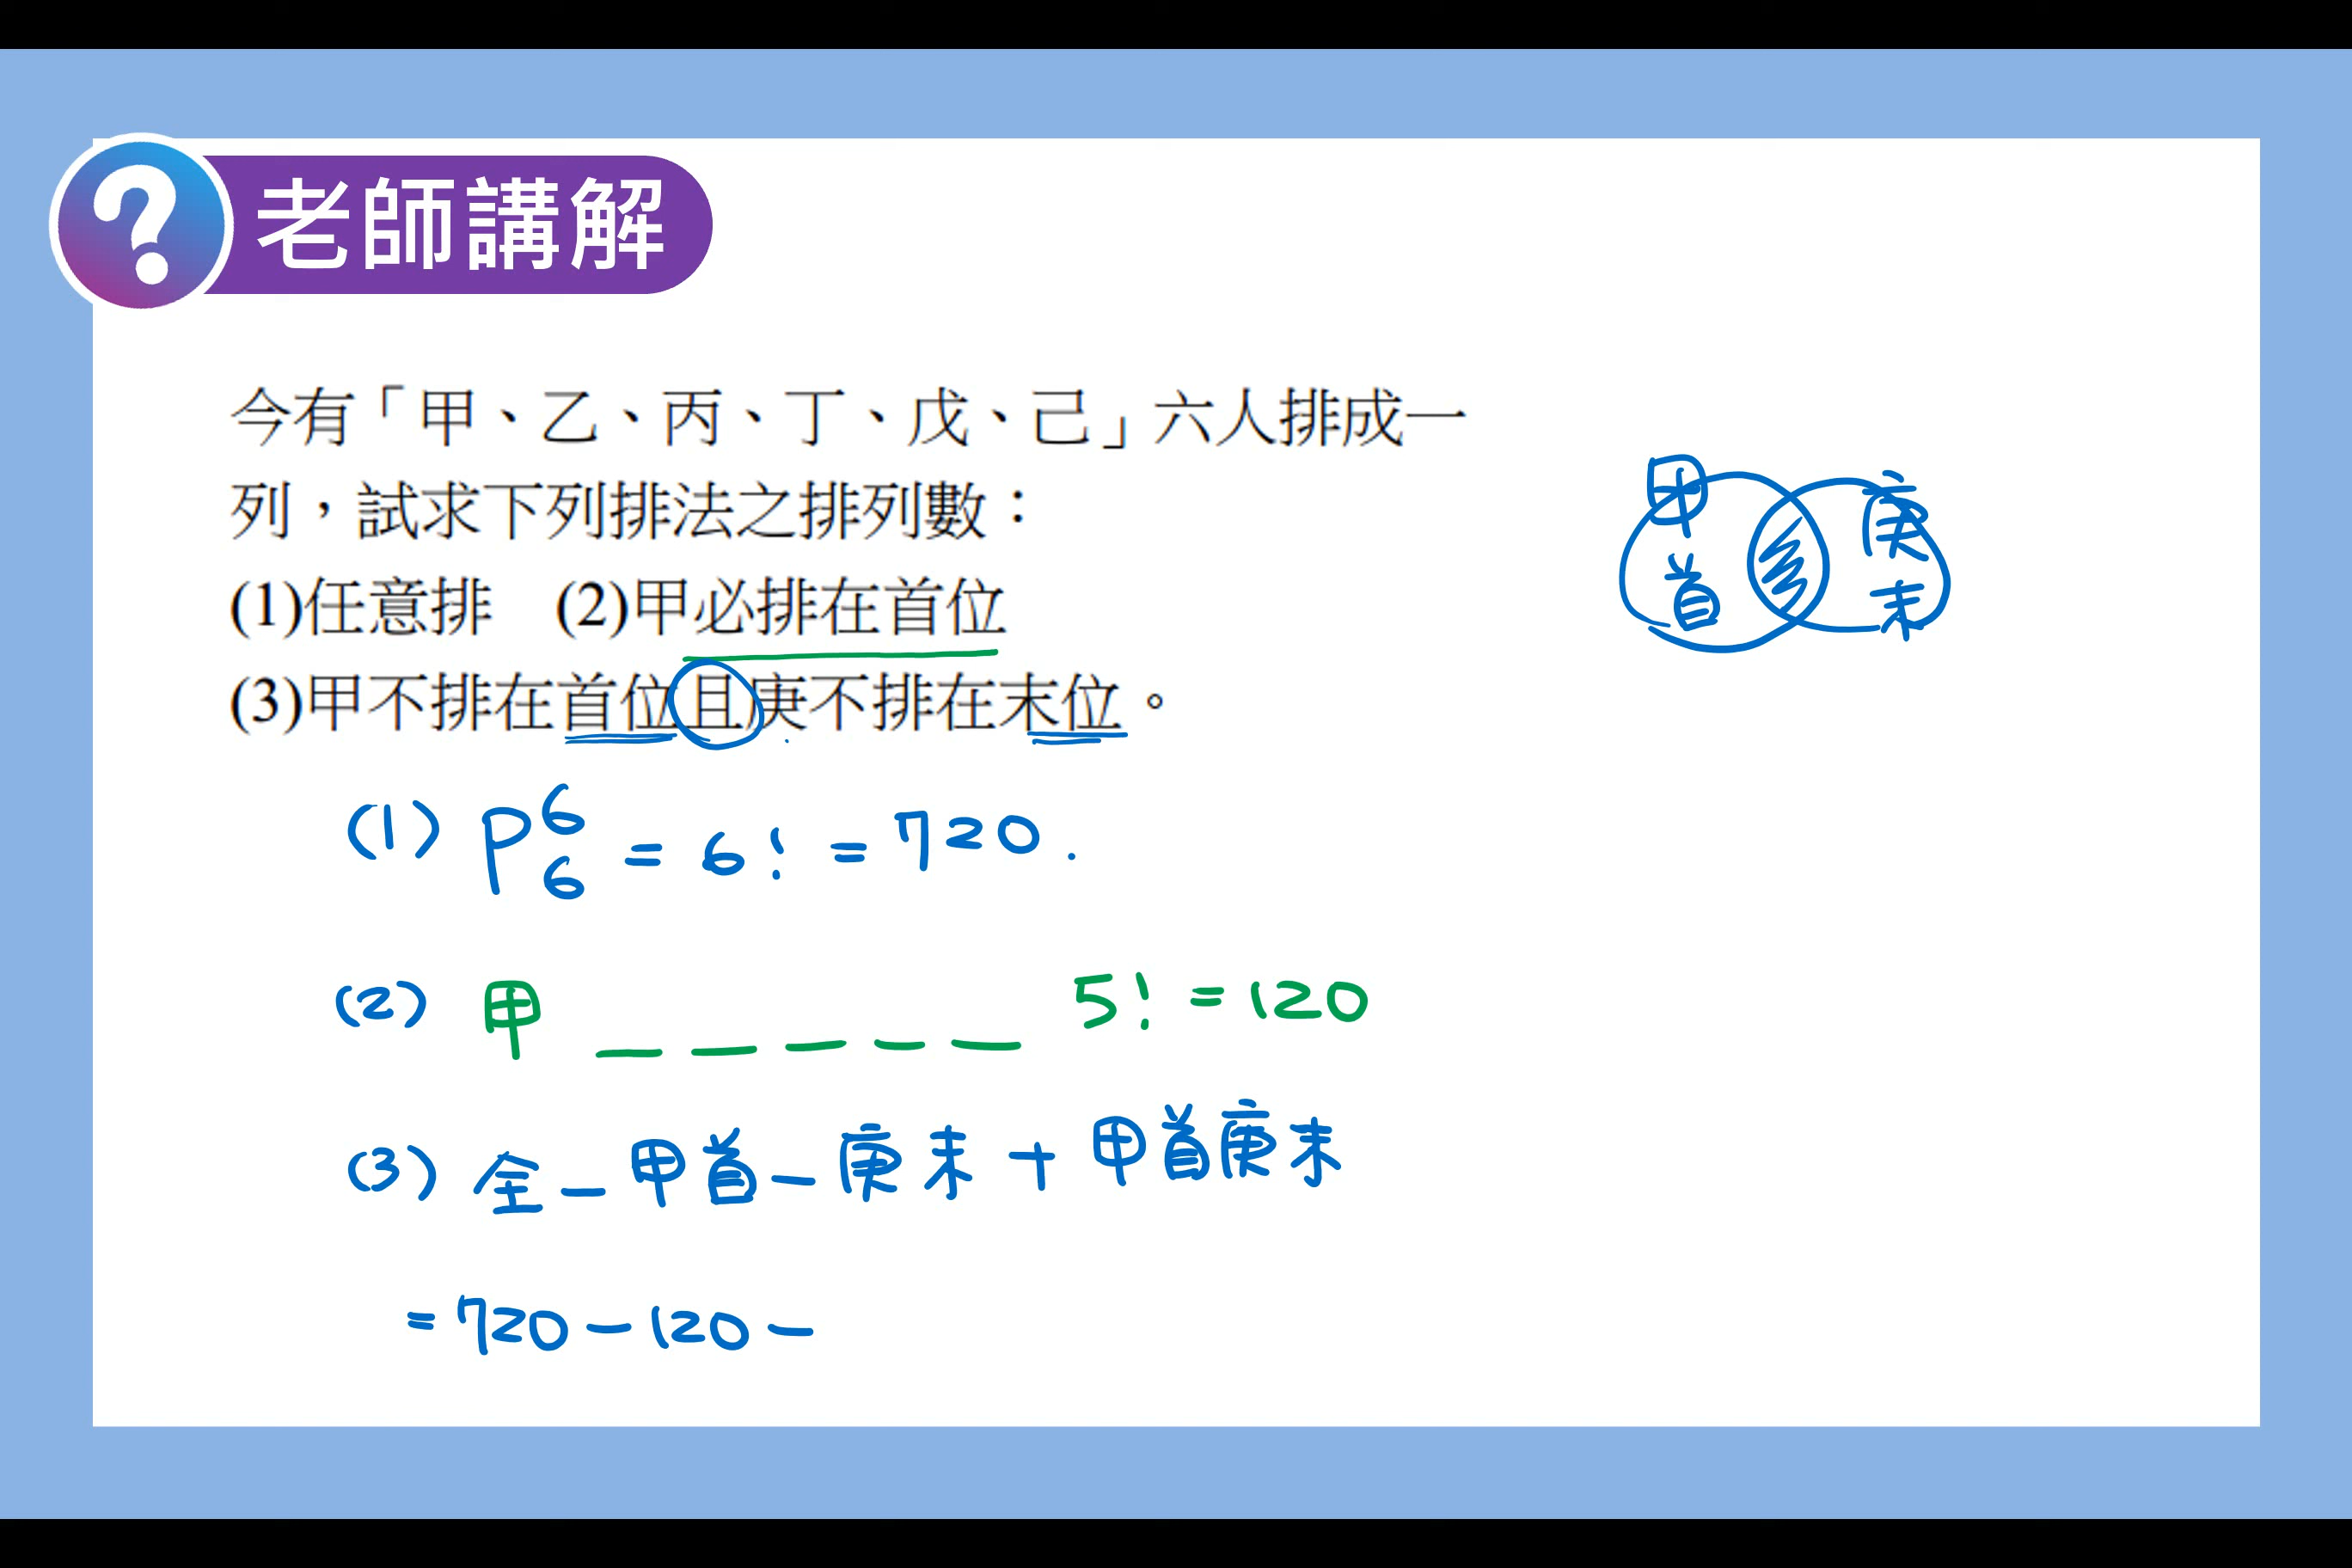 老師講解
今有「甲、乙、丙、丁、戊、己」六人排成一
列，試求下列排法之排列數：
(1)任意排　(2)甲必排在首位
(3)甲不排在首位且庚不排在末位。
甲首 庚末
(1) P⁶₆ = 6! = 720.
(2) 甲 _ _ _ _ _ 5! = 120
(3) 全 − 甲首 − 庚末 + 甲首庚末
= 720 − 120 −